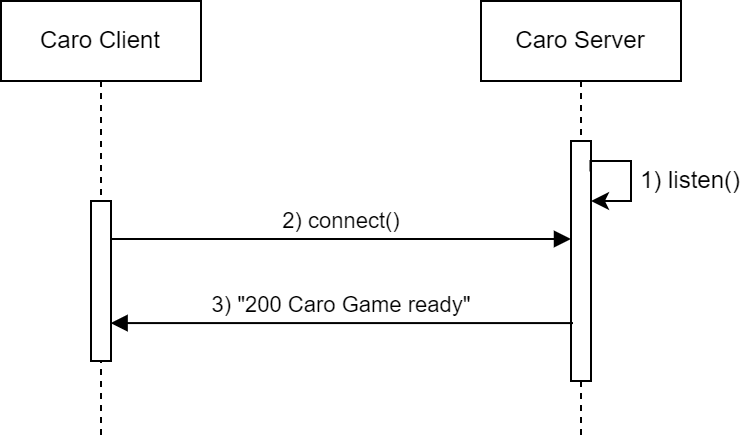 Caro Client
Caro Server
1) listen()
2) connect()
3) "200 Caro Game ready"